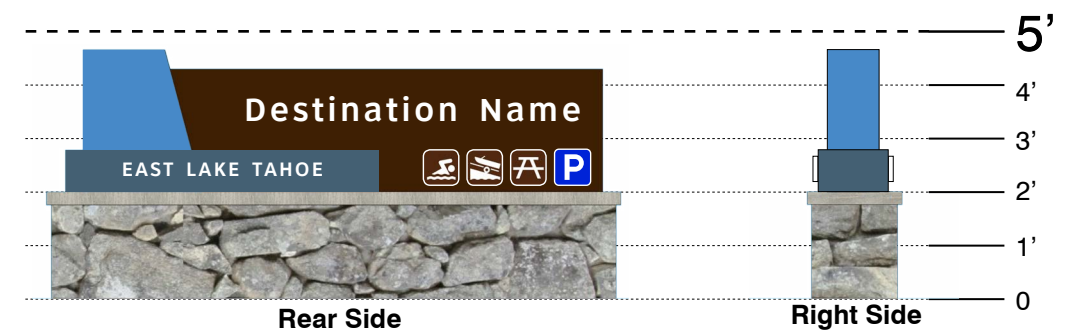 5’
Destination Name
4’
3’
EAST LAKE TAHOE
P
2’
1’
0
Rear Side
Right Side